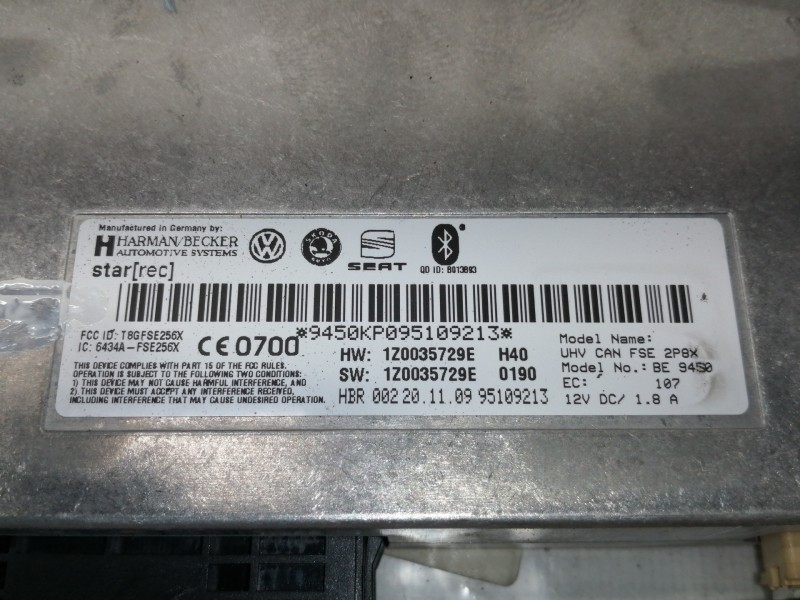 Manufactured in Germany by:
HARMAN/BECKER
AUTOMOTIVE SYSTEMS
star[rec]
SKODA
AUTO
SEAT
QD ID: B013893
*9450KP095109213*
FCC ID: T8GFSE256X
IC: 6434A-FSE256X
CE 0700
THIS DEVICE COMPLIES WITH PART 15 OF THE FCC RULES.
OPERATION IS SUBJECT TO THE FOLLOWING TWO CONDITIONS:
1) THIS DEVICE MAY NOT CAUSE HARMFUL INTERFERENCE, AND
2) THIS DEVICE MUST ACCEPT ANY INTERFERENCE RECEIVED,
INCLUDING INTERFERENCE THAT MAY CAUSE UNDESIRED OPERATION.
HW: 1Z0035729E H40
SW: 1Z0035729E 0190
HBR 002 20.11.09 95109213
Model Name:
UHV CAN FSE 2P8X
Model No.: BE 9450
EC: 107
12V DC/ 1.8 A